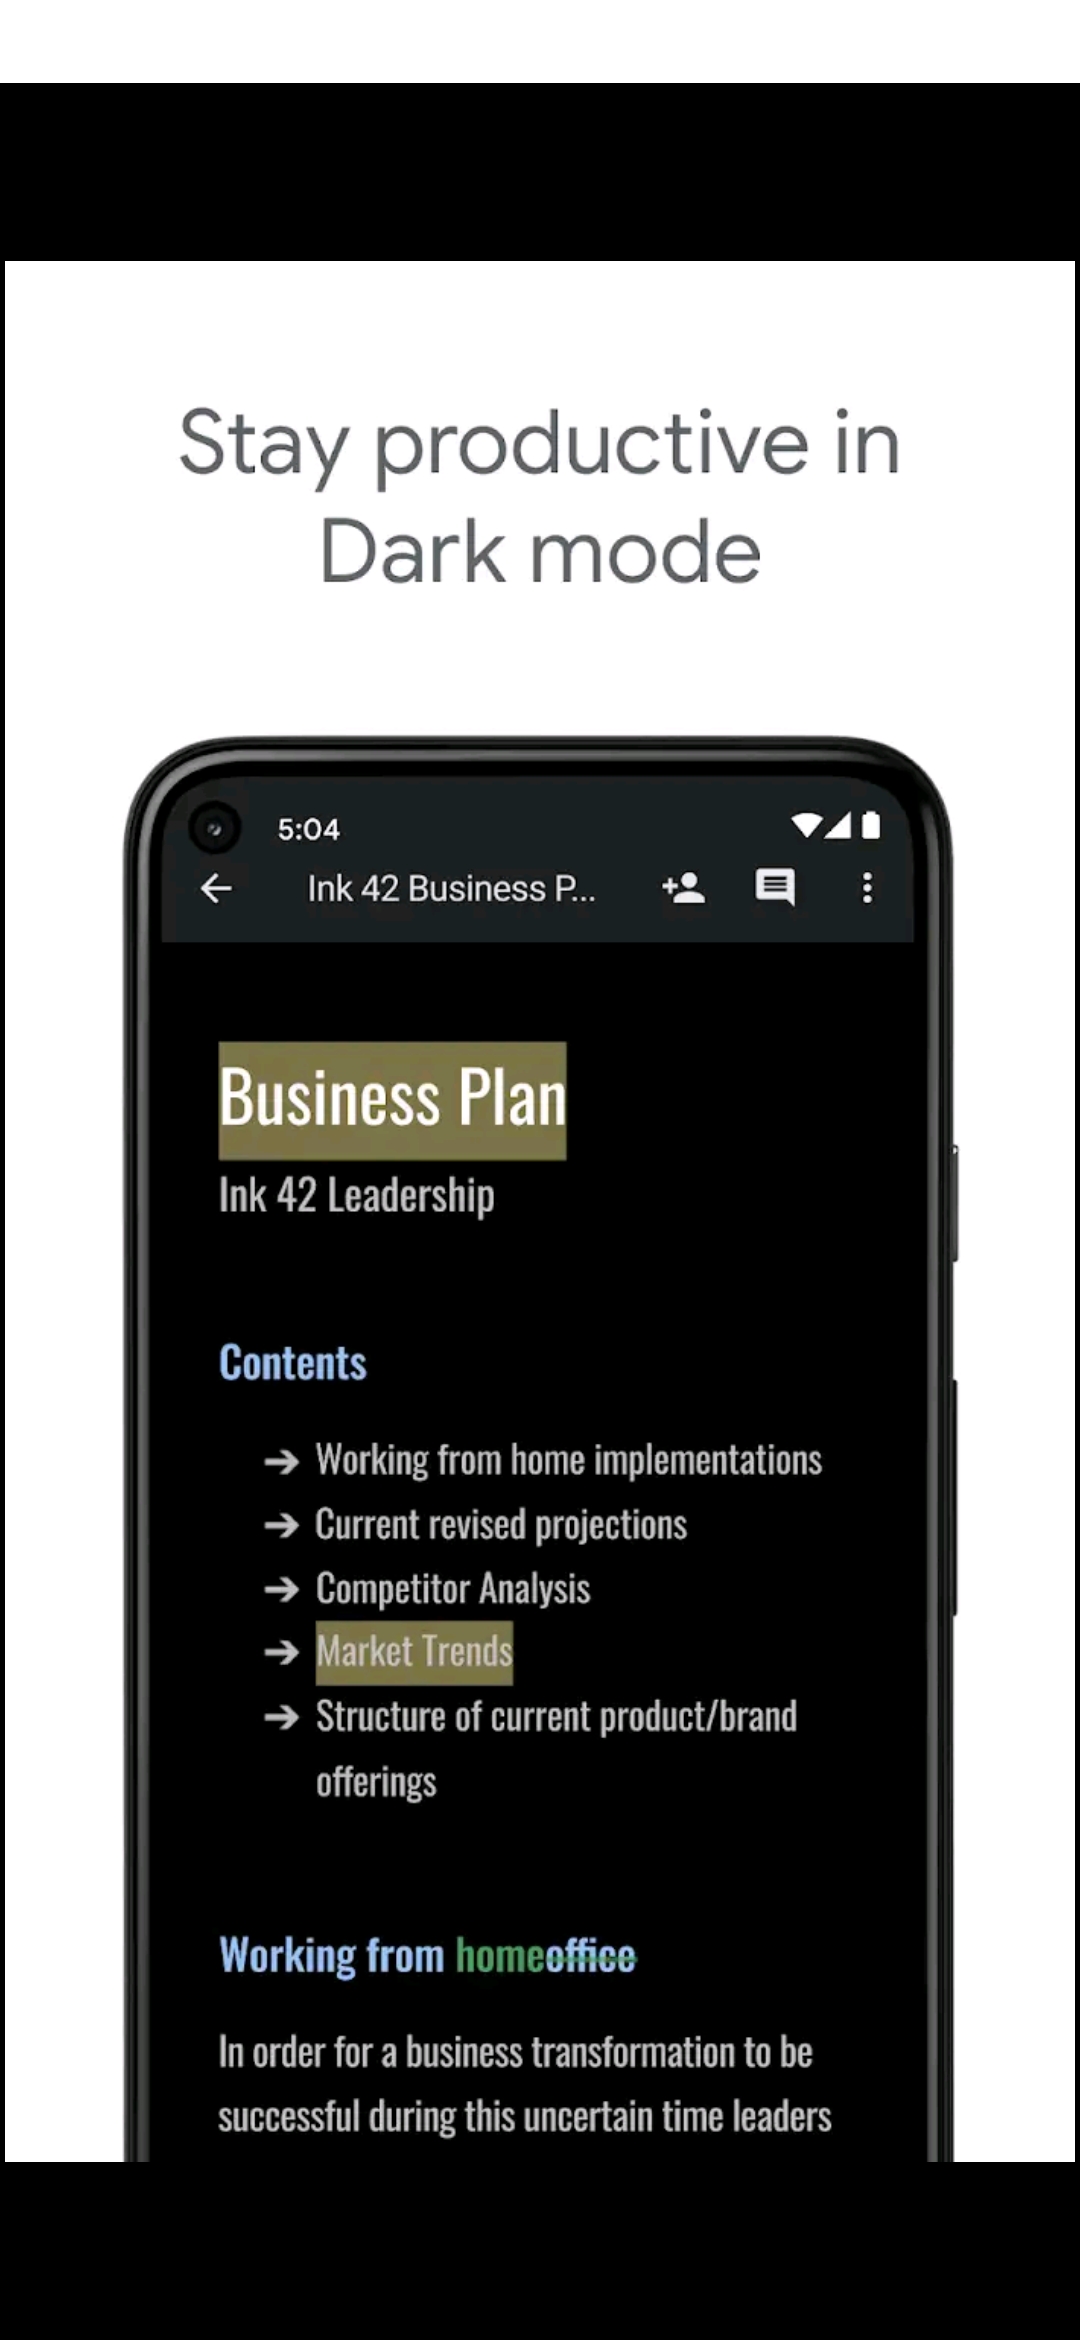 Stay productive in
Dark mode
5:04
Ink 42 Business P...
Business Plan
Ink 42 Leadership
Contents
➔ Working from home implementations
➔ Current revised projections
➔ Competitor Analysis
➔ Market Trends
➔ Structure of current product/brand
offerings
Working from homeoffice
In order for a business transformation to be
successful during this uncertain time leaders